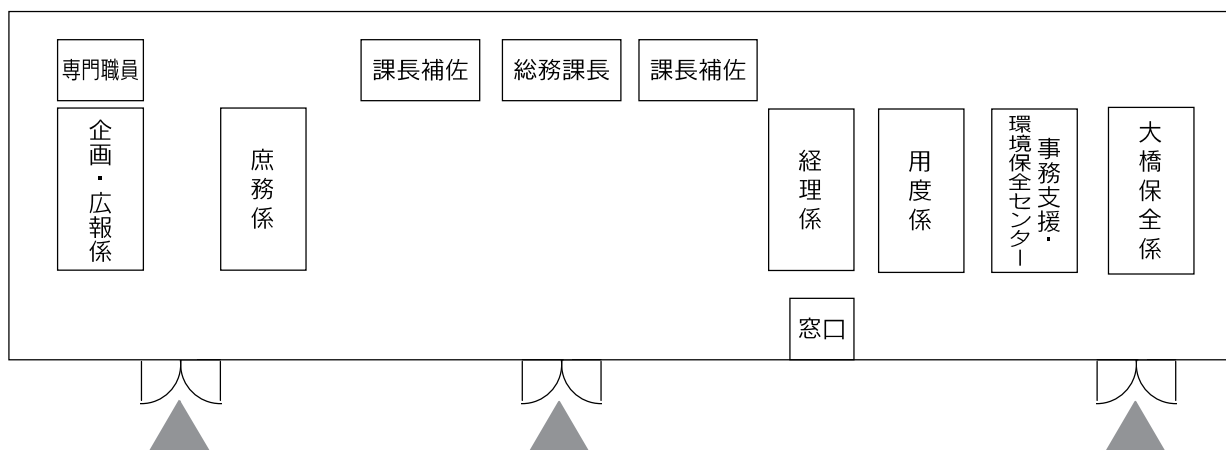 専門職員
課長補佐
総務課長
課長補佐
企画・広報係
庶務係
経理係
用度係
事務支援・
環境保全センター
大橋保全係
窓口